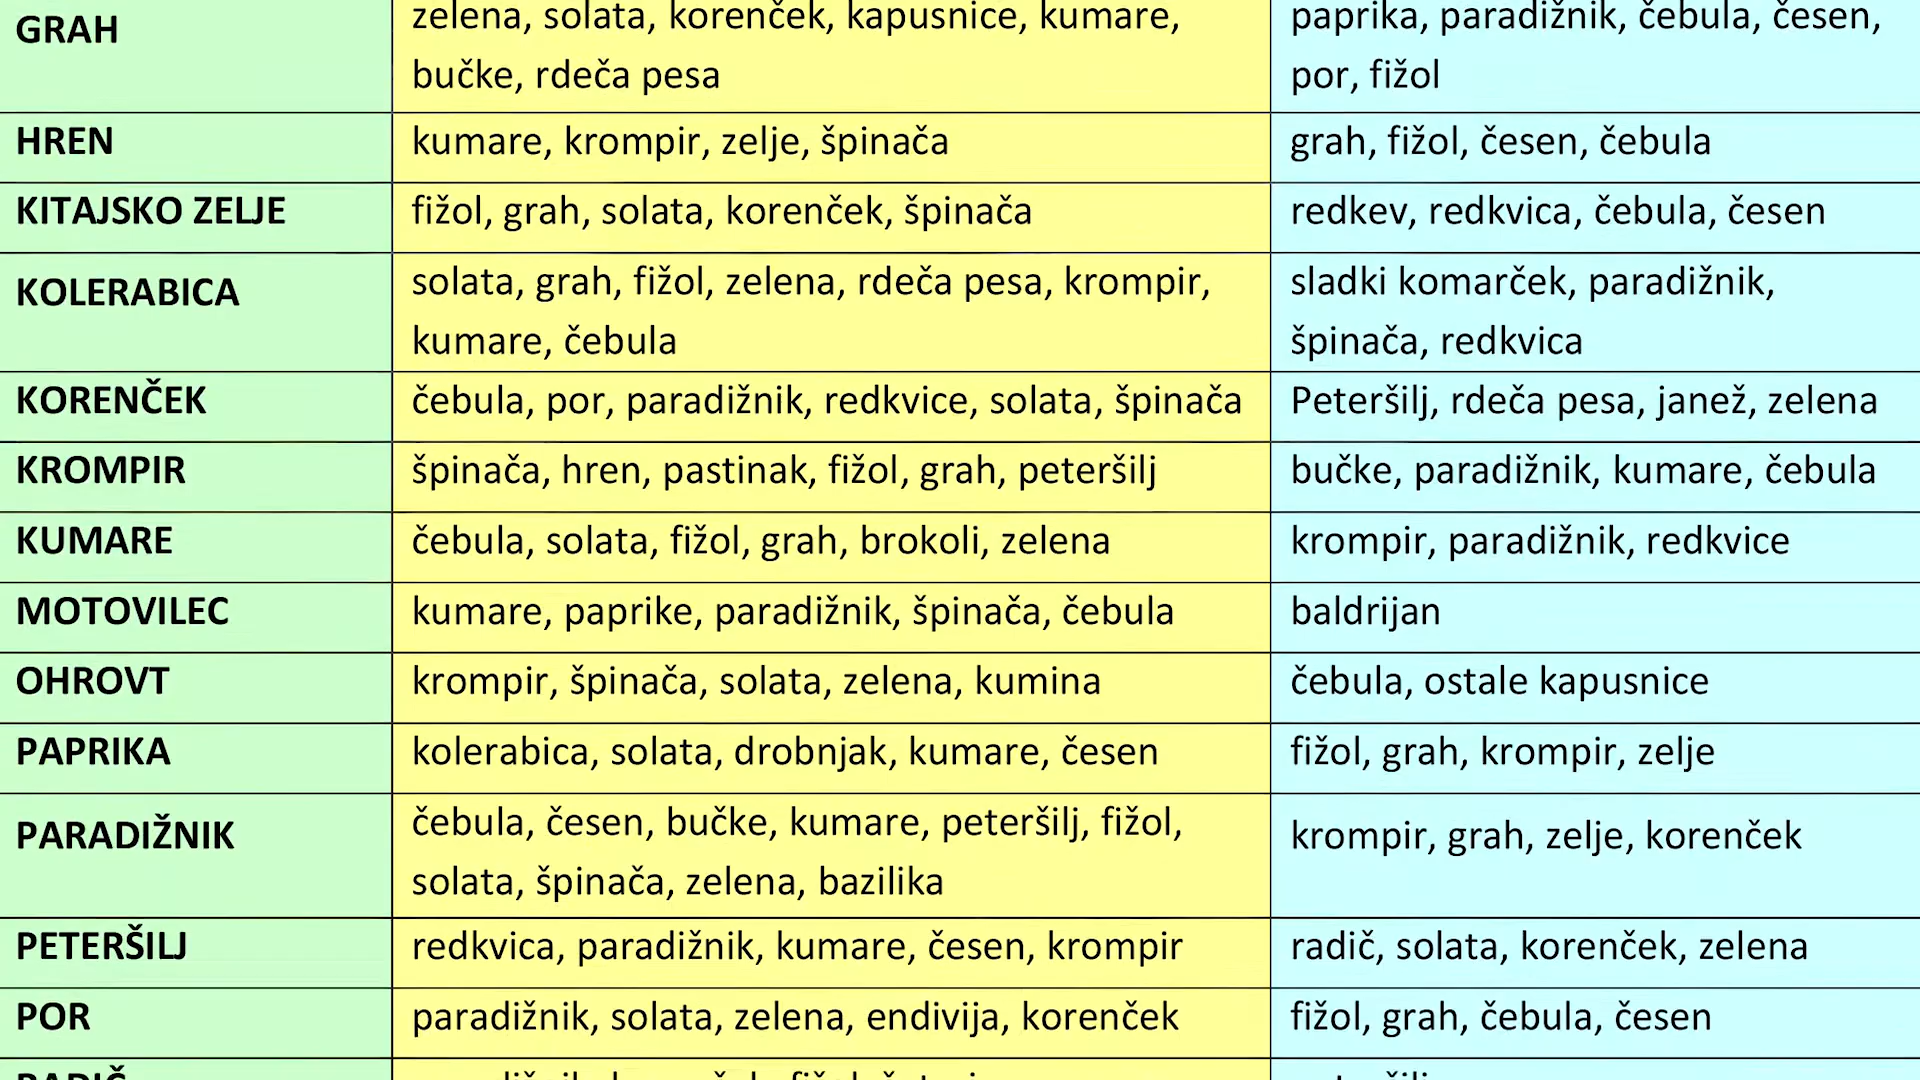 GRAH
zelena, solata, korenček, kapusnice, kumare,
bučke, rdeča pesa
paprika, paradižnik, čebula, česen,
por, fižol
HREN
kumare, krompir, zelje, špinača
grah, fižol, česen, čebula
KITAJSKO ZELJE
fižol, grah, solata, korenček, špinača
redkev, redkvica, čebula, česen
KOLERABICA
solata, grah, fižol, zelena, rdeča pesa, krompir,
kumare, čebula
sladki komarček, paradižnik,
špinača, redkvica
KORENČEK
čebula, por, paradižnik, redkvice, solata, špinača
Peteršilj, rdeča pesa, janež, zelena
KROMPIR
špinača, hren, pastinak, fižol, grah, peteršilj
bučke, paradižnik, kumare, čebula
KUMARE
čebula, solata, fižol, grah, brokoli, zelena
krompir, paradižnik, redkvice
MOTOVILEC
kumare, paprike, paradižnik, špinača, čebula
baldrijan
OHROVT
krompir, špinača, solata, zelena, kumina
čebula, ostale kapusnice
PAPRIKA
kolerabica, solata, drobnjak, kumare, česen
fižol, grah, krompir, zelje
PARADIŽNIK
čebula, česen, bučke, kumare, peteršilj, fižol,
solata, špinača, zelena, bazilika
krompir, grah, zelje, korenček
PETERŠILJ
redkvica, paradižnik, kumare, česen, krompir
radič, solata, korenček, zelena
POR
paradižnik, solata, zelena, endivija, korenček
fižol, grah, čebula, česen
RADIČ